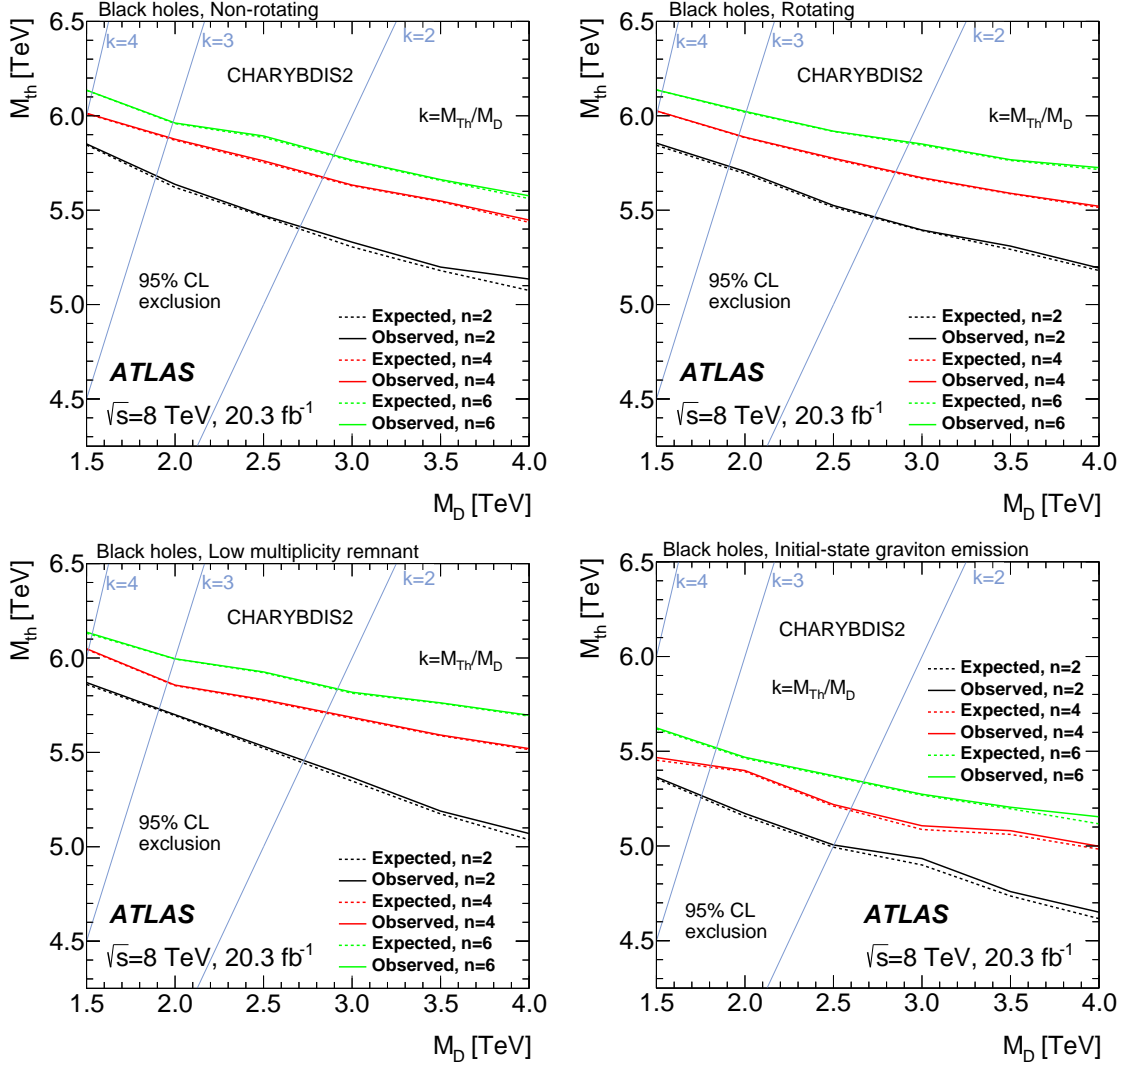 Black holes, Non-rotating
M_th [TeV]
6.5
6.0
5.5
5.0
4.5
k=4
k=3
k=2
CHARYBDIS2
k=M_Th/M_D
95% CL
exclusion
Expected, n=2
Observed, n=2
Expected, n=4
Observed, n=4
Expected, n=6
Observed, n=6
ATLAS
√s=8 TeV, 20.3 fb⁻¹
1.5 2.0 2.5 3.0 3.5 4.0
M_D [TeV]
Black holes, Rotating
M_th [TeV]
6.5
6.0
5.5
5.0
4.5
k=4
k=3
k=2
CHARYBDIS2
k=M_Th/M_D
95% CL
exclusion
Expected, n=2
Observed, n=2
Expected, n=4
Observed, n=4
Expected, n=6
Observed, n=6
ATLAS
√s=8 TeV, 20.3 fb⁻¹
1.5 2.0 2.5 3.0 3.5 4.0
M_D [TeV]
Black holes, Low multiplicity remnant
M_th [TeV]
6.5
6.0
5.5
5.0
4.5
k=4
k=3
k=2
CHARYBDIS2
k=M_Th/M_D
95% CL
exclusion
Expected, n=2
Observed, n=2
Expected, n=4
Observed, n=4
Expected, n=6
Observed, n=6
ATLAS
√s=8 TeV, 20.3 fb⁻¹
1.5 2.0 2.5 3.0 3.5 4.0
M_D [TeV]
Black holes, Initial-state graviton emission
M_th [TeV]
6.5
6.0
5.5
5.0
4.5
k=4
k=3
k=2
CHARYBDIS2
k=M_Th/M_D
Expected, n=2
Observed, n=2
Expected, n=4
Observed, n=4
Expected, n=6
Observed, n=6
95% CL
exclusion
ATLAS
√s=8 TeV, 20.3 fb⁻¹
1.5 2.0 2.5 3.0 3.5 4.0
M_D [TeV]